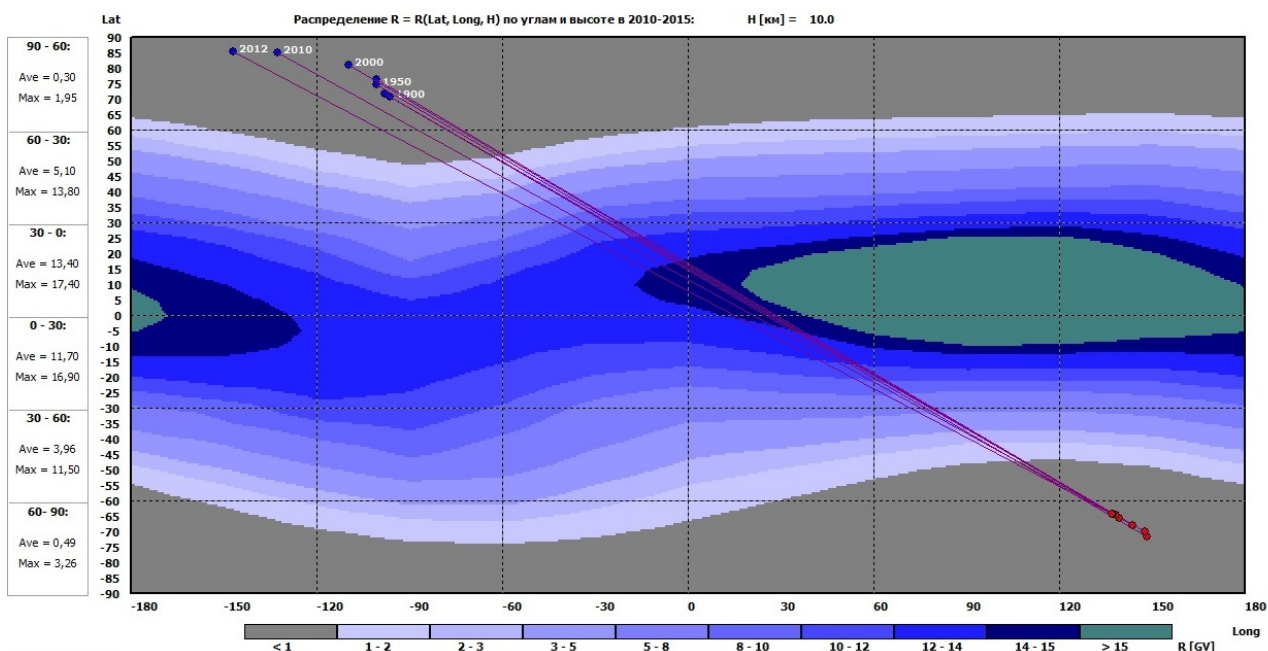 Lat Распределение R = R(Lat, Long, H) по углам и высоте в 2010-2015: H [км] = 10.0
90 - 60:
Ave = 0,30
Max = 1,95
60 - 30:
Ave = 5,10
Max = 13,80
30 - 0:
Ave = 13,40
Max = 17,40
0 - 30:
Ave = 11,70
Max = 16,90
30 - 60:
Ave = 3,96
Max = 11,50
60- 90:
Ave = 0,49
Max = 3,26
90
85
80
75
70
65
60
55
50
45
40
35
30
25
20
15
10
5
0
-5
-10
-15
-20
-25
-30
-35
-40
-45
-50
-55
-60
-65
-70
-75
-80
-85
-90
2012 2010
2000
1950
1900
-180 -150 -120 -90 -60 -30 0 30 60 90 120 150 180
Long
< 1 1 - 2 2 - 3 3 - 5 5 - 8 8 - 10 10 - 12 12 - 14 14 - 15 > 15 R [GV]